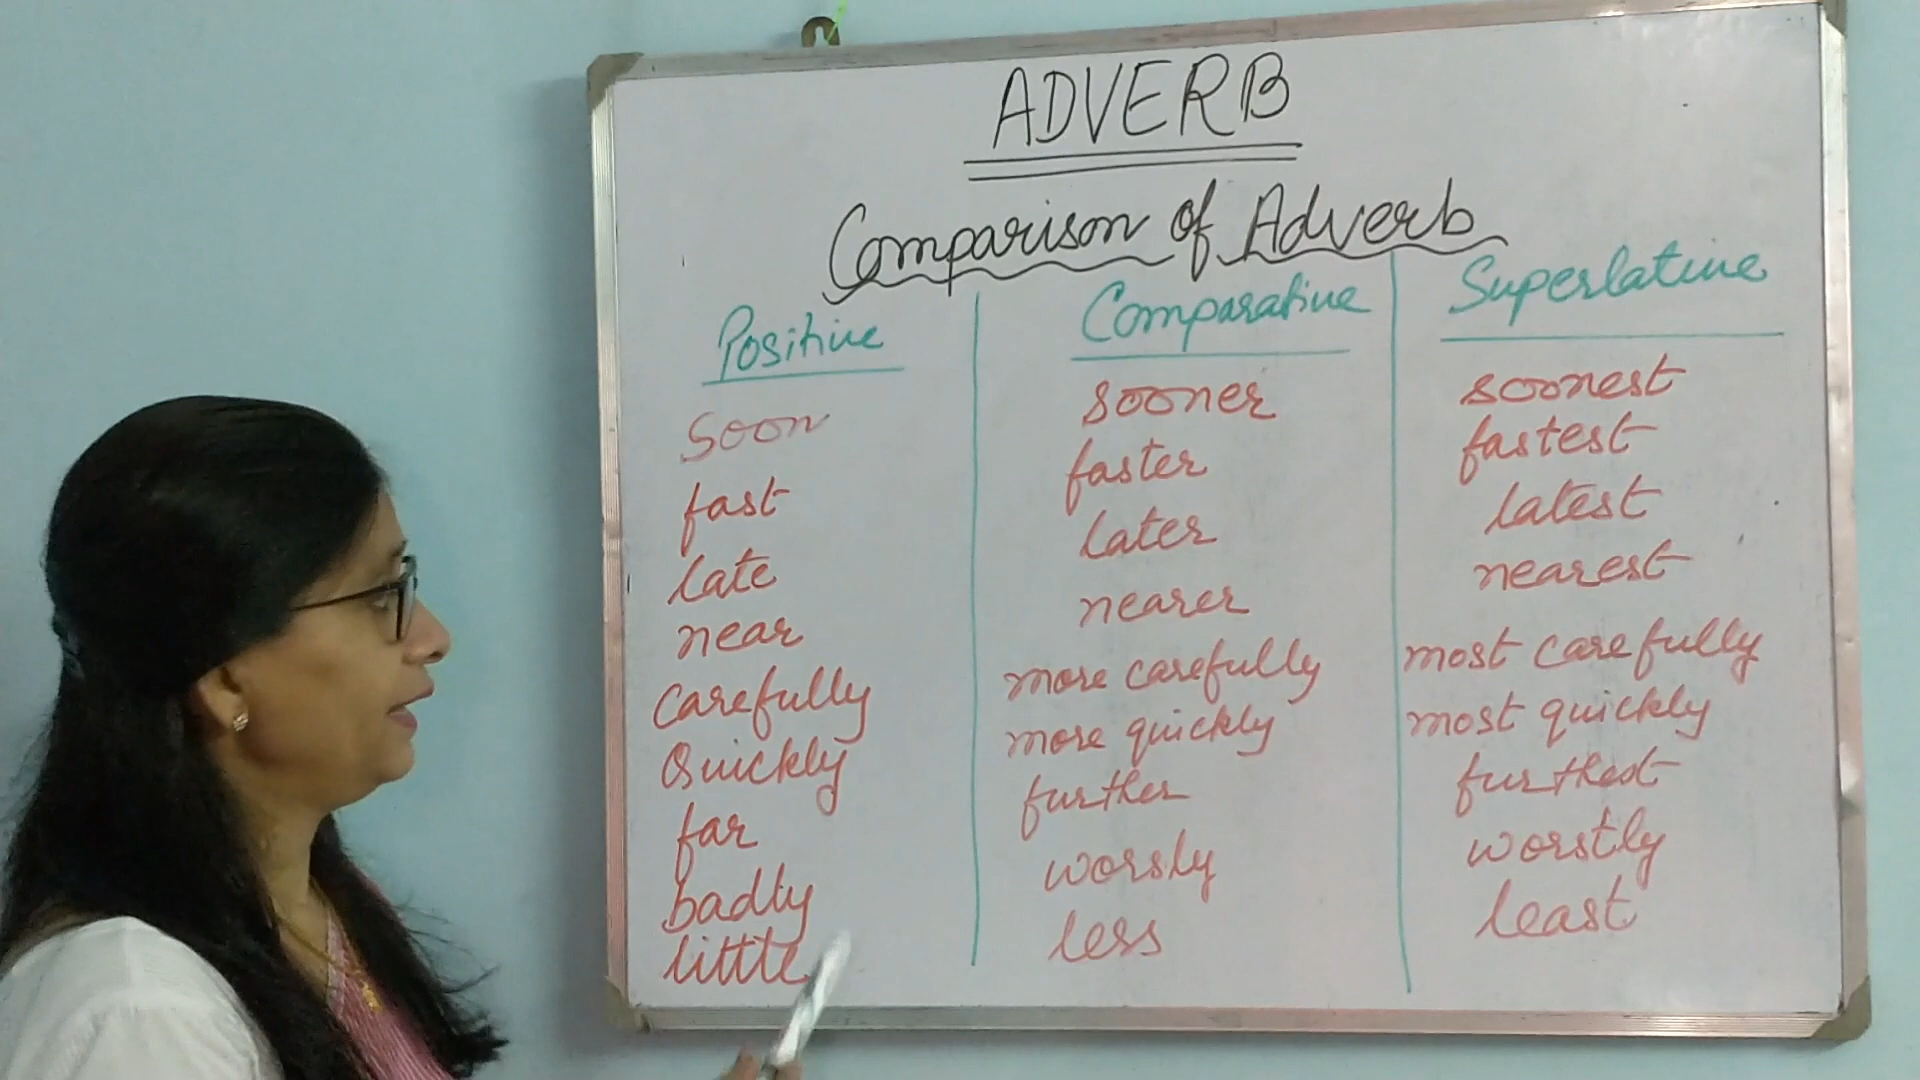 ADVERB
Comparison of Adverb
Positive Comparative Superlative
soon sooner soonest
fast faster fastest
late later latest
near nearer nearest
carefully more carefully most carefully
Quickly more quickly most quickly
far further furthest
badly worsly worstly
little less least